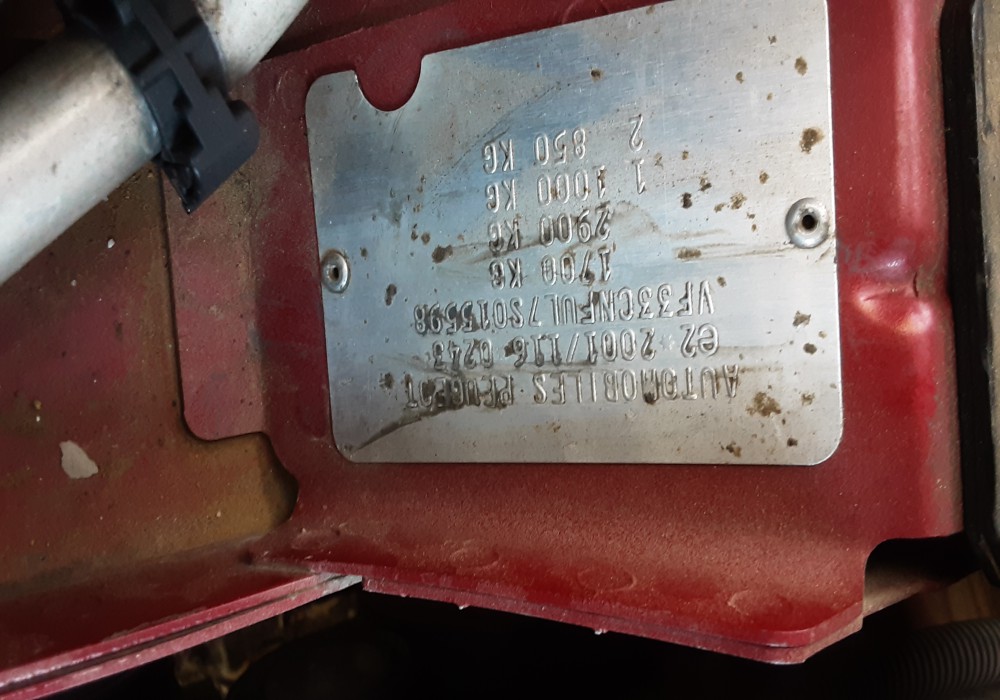 AUTOMOBILES PEUGEOT
e2*2001/116*0243
VF33CNFUL7S015598
1700 KG
2900 KG
1 1000 KG
2 850 KG